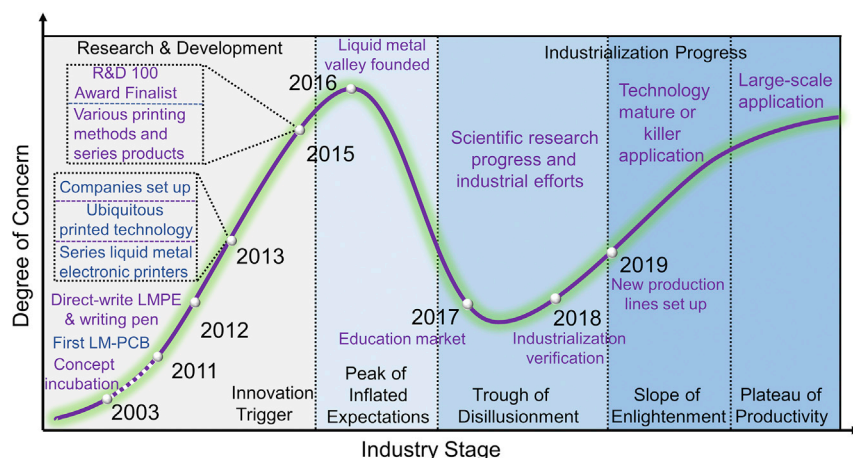 Research & Development
Industrialization Progress
R&D 100
Award Finalist
Various printing
methods and
series products
Companies set up
Ubiquitous
printed technology
Series liquid metal
electronic printers
Direct-write LMPE
& writing pen
First LM-PCB
Concept
incubation
2003
2011
2012
2013
2015
2016
Liquid metal
valley founded
2017
Education market
2018
Industrialization
verification
Scientific research
progress and
industrial efforts
2019
New production
lines set up
Technology
mature or
killer
application
Large-scale
application
Innovation
Trigger
Peak of
Inflated
Expectations
Trough of
Disillusionment
Slope of
Enlightenment
Plateau of
Productivity
Degree of Concern
Industry Stage